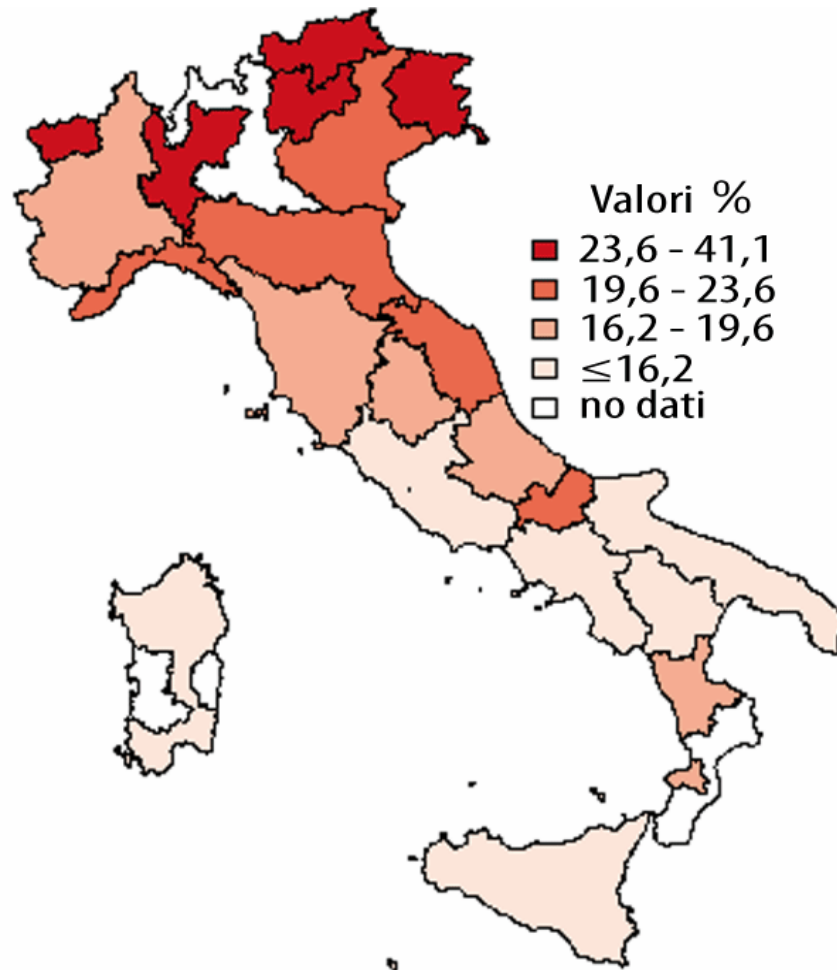 Valori %
23,6 - 41,1
19,6 - 23,6
16,2 - 19,6
≤16,2
no dati